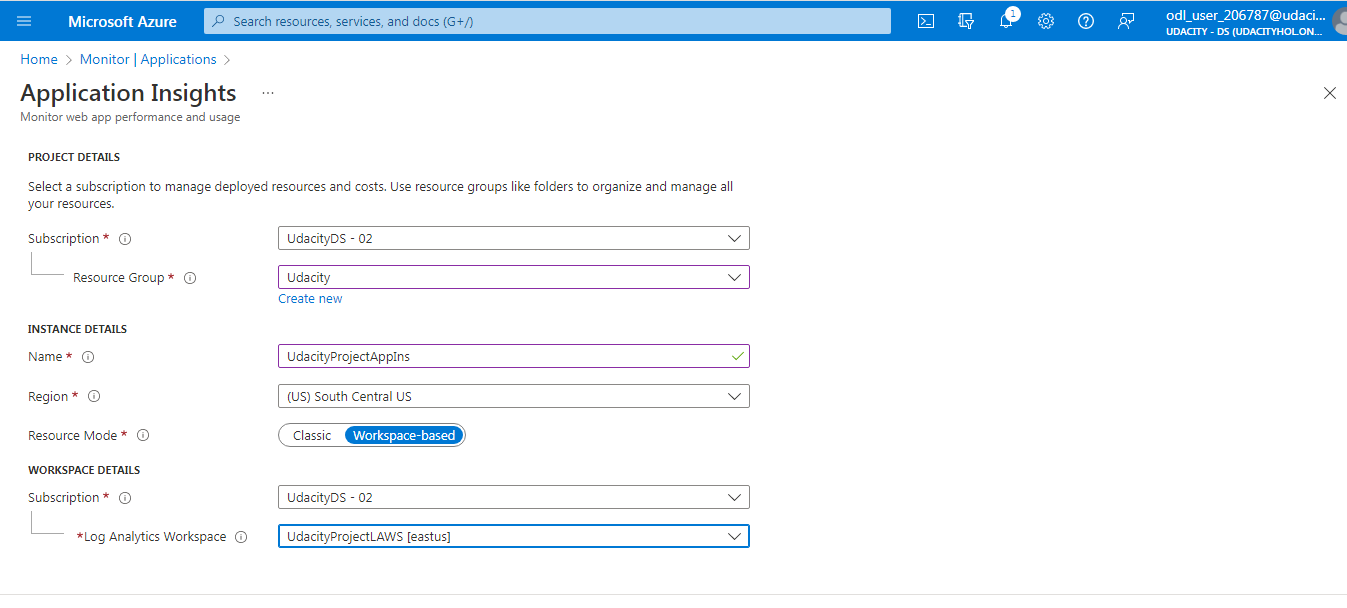 Microsoft Azure
Search resources, services, and docs (G+/)
1
odl_user_206787@udaci...
UDACITY - DS (UDACITYHOL.ON...
Home > Monitor | Applications >
Application Insights ...
Monitor web app performance and usage
PROJECT DETAILS
Select a subscription to manage deployed resources and costs. Use resource groups like folders to organize and manage all
your resources.
Subscription * UdacityDS - 02
Resource Group * Udacity
Create new
INSTANCE DETAILS
Name * UdacityProjectAppIns
Region * (US) South Central US
Resource Mode * Classic Workspace-based
WORKSPACE DETAILS
Subscription * UdacityDS - 02
*Log Analytics Workspace UdacityProjectLAWS [eastus]